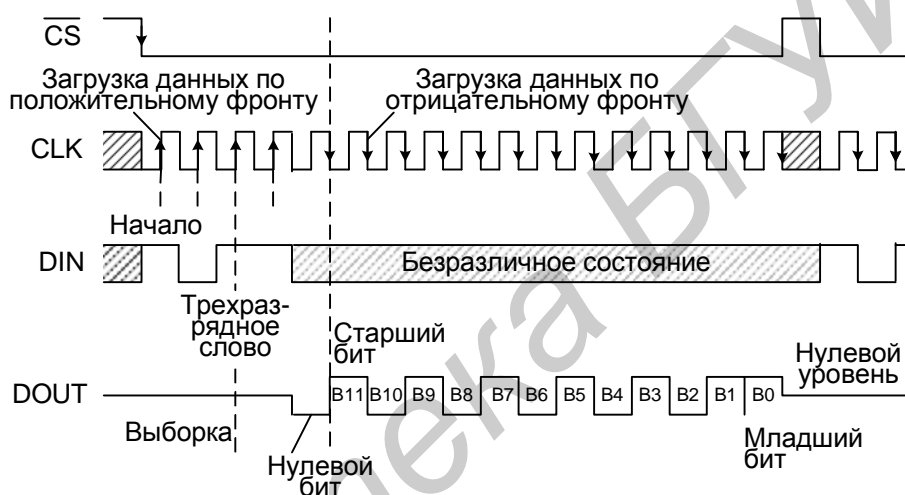 CS
Загрузка данных по
положительному фронту
Загрузка данных по
отрицательному фронту
CLK
Начало
DIN
Безразличное состояние
Трехраз-
рядное
слово
Старший
бит
Нулевой
уровень
DOUT
B11 B10 B9 B8 B7 B6 B5 B4 B3 B2 B1 B0
Выборка
Нулевой
бит
Младший
бит